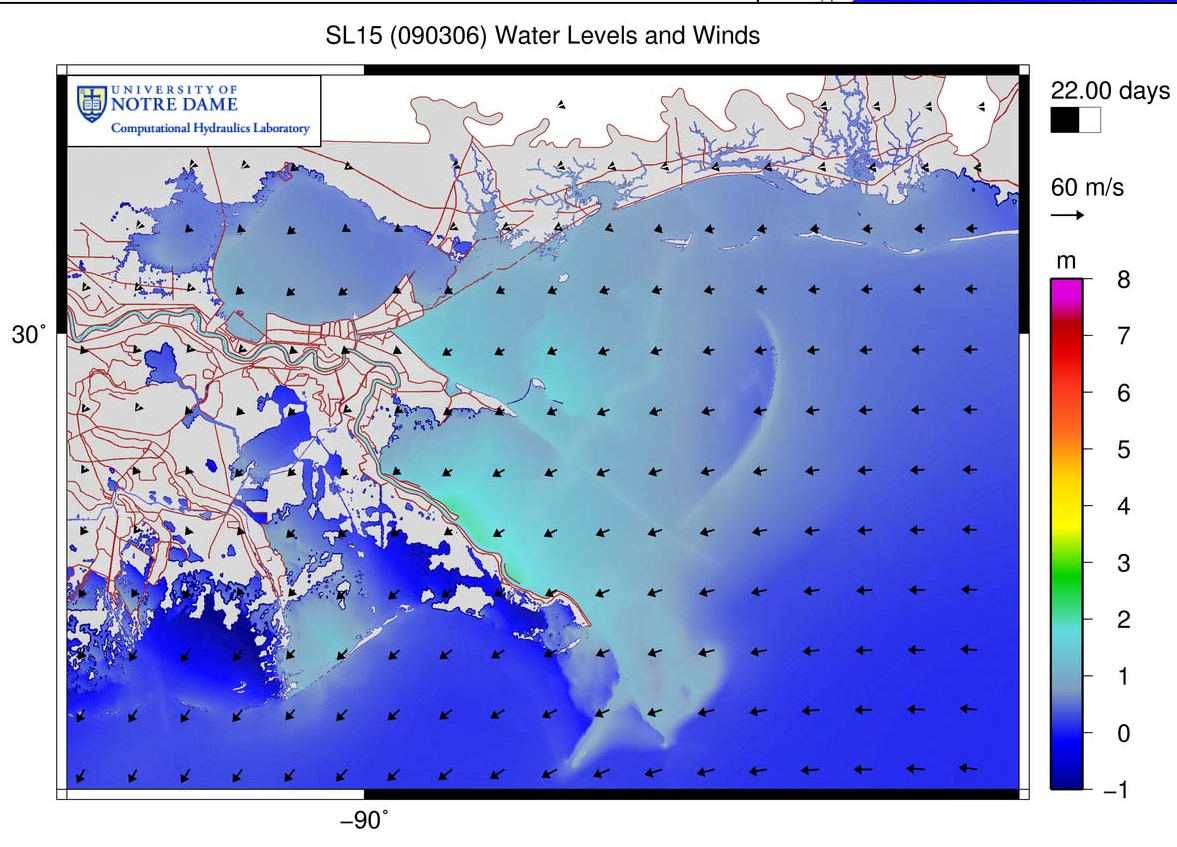 SL15 (090306) Water Levels and Winds
UNIVERSITY OF
NOTRE DAME
Computational Hydraulics Laboratory
22.00 days
60 m/s
m
8
7
6
5
4
3
2
1
0
−1
30°
−90°